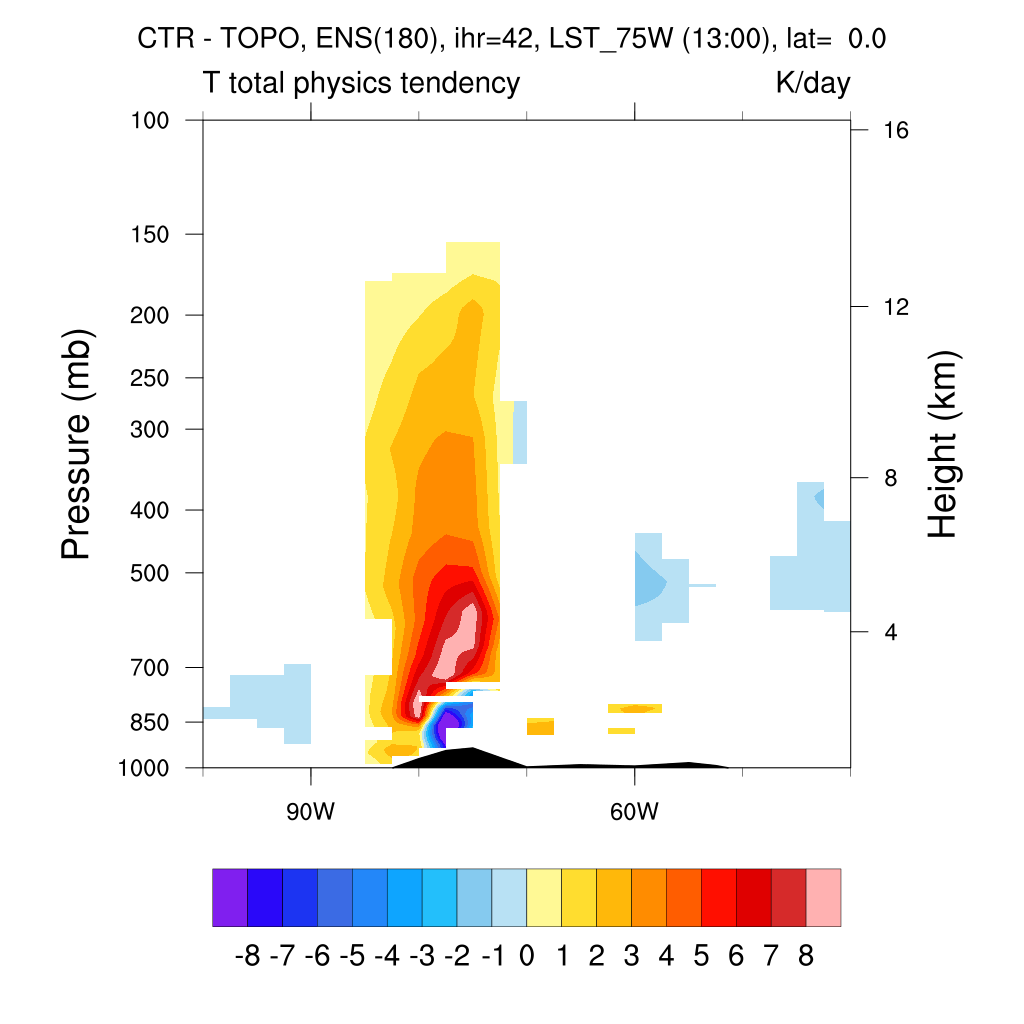 CTR - TOPO, ENS(180), ihr=42, LST_75W (13:00), lat=  0.0
T total physics tendency K/day
100
150
200
250
300
400
500
700
850
1000
Pressure (mb)
16
12
8
4
Height (km)
90W 60W
-8 -7 -6 -5 -4 -3 -2 -1 0 1 2 3 4 5 6 7 8